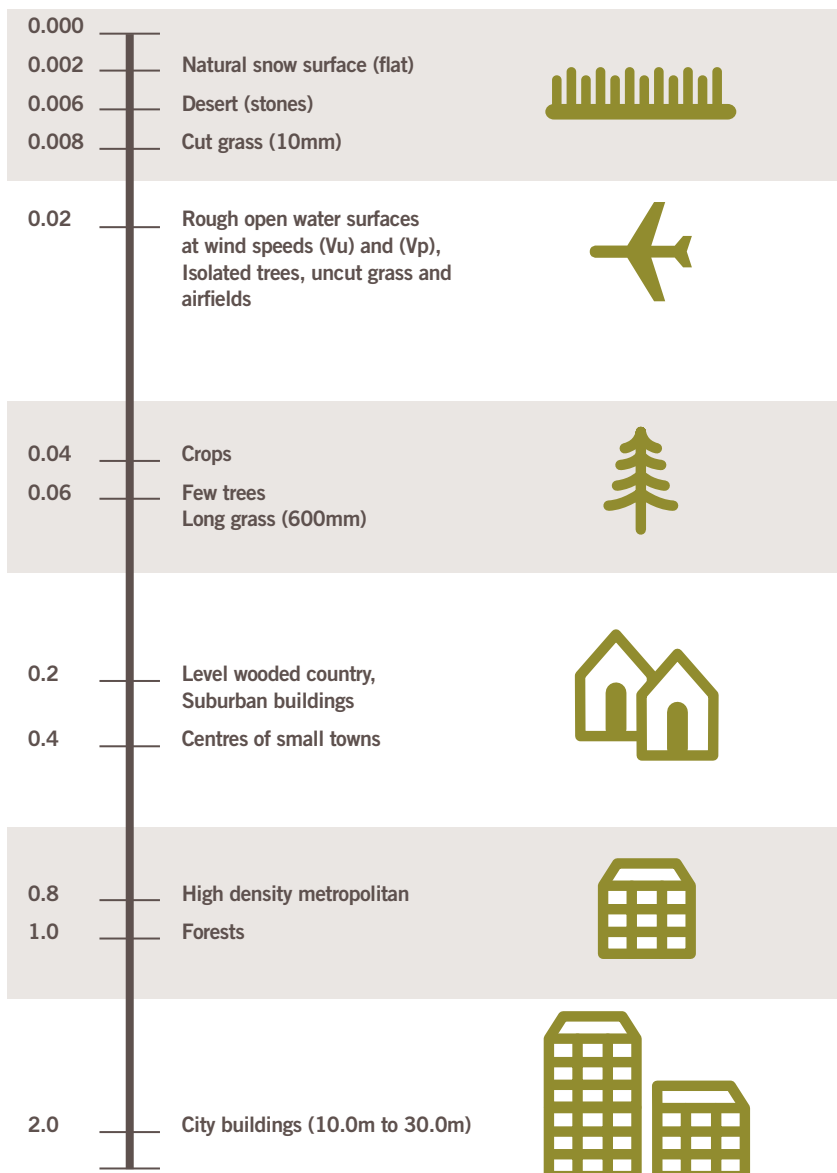 0.000
0.002 Natural snow surface (flat)
0.006 Desert (stones)
0.008 Cut grass (10mm)
0.02 Rough open water surfaces
at wind speeds (Vu) and (Vp),
Isolated trees, uncut grass and
airfields
0.04 Crops
0.06 Few trees
Long grass (600mm)
0.2 Level wooded country,
Suburban buildings
0.4 Centres of small towns
0.8 High density metropolitan
1.0 Forests
2.0 City buildings (10.0m to 30.0m)